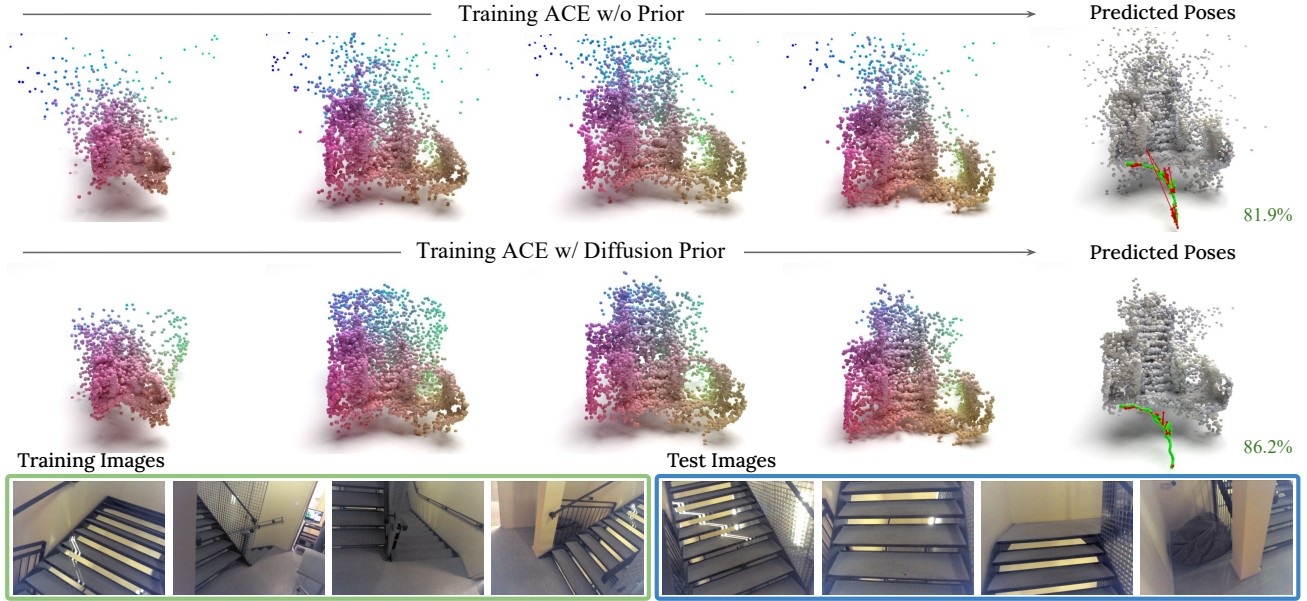 Training ACE w/o Prior
Predicted Poses
81.9%
Training ACE w/ Diffusion Prior
Predicted Poses
86.2%
Training Images
Test Images